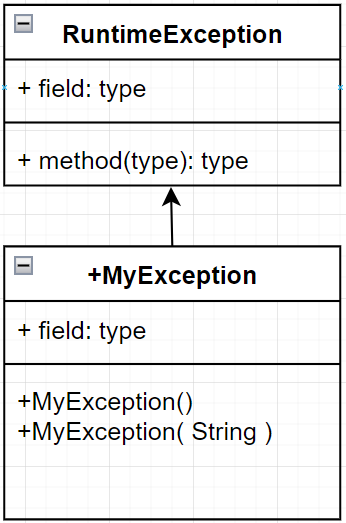 RuntimeException
+ field: type
+ method(type): type
+MyException
+ field: type
+MyException()
+MyException( String )